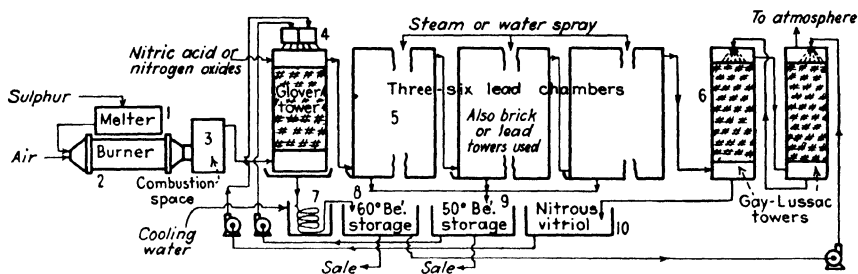 Steam or water spray
To atmosphere
4
Nitric acid or
nitrogen oxides
Glover
tower
Three-six lead chambers
5
Also brick
or lead
towers used
6
Sulphur
Melter
1
3
Air
Burner
2
Combustion
space
7
8
9
60° Be'.
storage
50° Be'.
storage
Nitrous
vitriol
10
Gay-Lussac
towers
Cooling
water
Sale
Sale